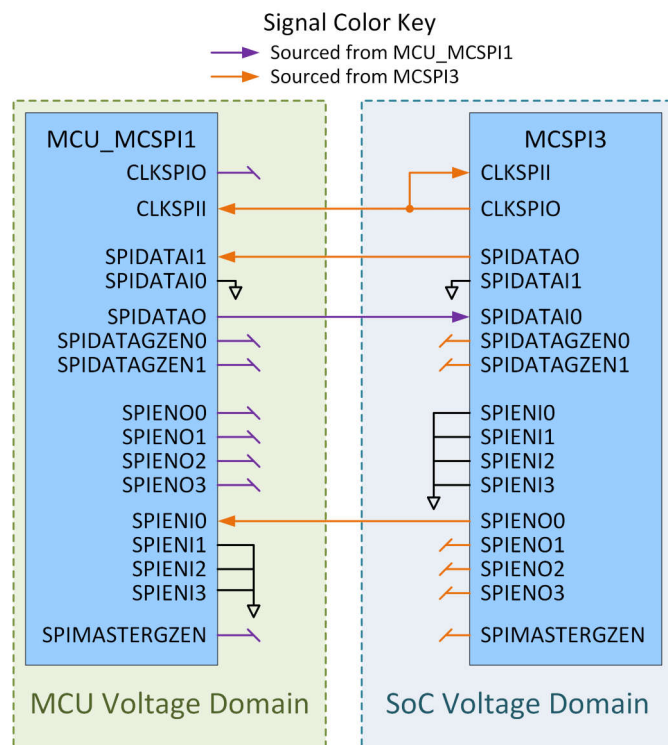 Signal Color Key
Sourced from MCU_MCSPI1
Sourced from MCSPI3
MCU_MCSPI1
CLKSPIO
CLKSPII
SPIDATAI1
SPIDATAI0
SPIDATAO
SPIDATAGZEN0
SPIDATAGZEN1
SPIENO0
SPIENO1
SPIENO2
SPIENO3
SPIENI0
SPIENI1
SPIENI2
SPIENI3
SPIMASTERGZEN
MCU Voltage Domain
MCSPI3
CLKSPII
CLKSPIO
SPIDATAO
SPIDATAI1
SPIDATAI0
SPIDATAGZEN0
SPIDATAGZEN1
SPIENI0
SPIENI1
SPIENI2
SPIENI3
SPIENO0
SPIENO1
SPIENO2
SPIENO3
SPIMASTERGZEN
SoC Voltage Domain